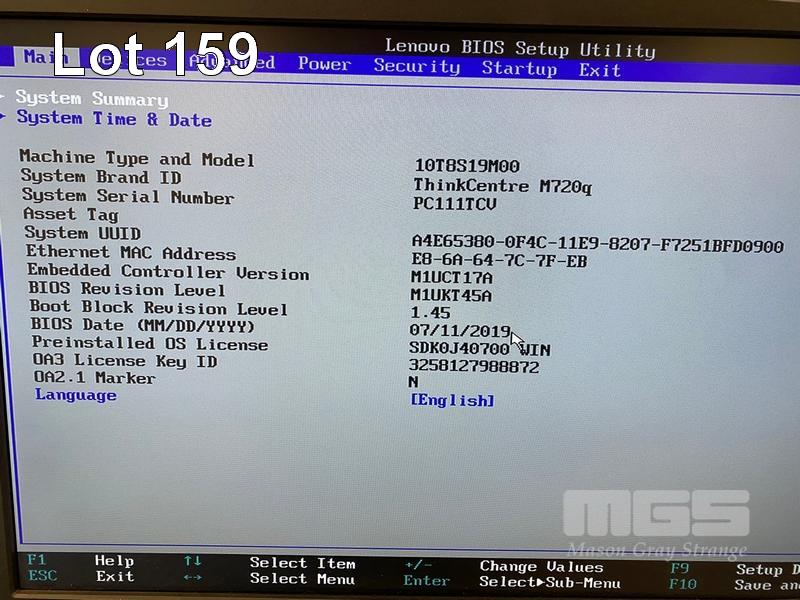 Lot 159
Lenovo BIOS Setup Utility
Main Devices Advanced Power Security Startup Exit
System Summary
System Time & Date
Machine Type and Model 10T8S19M00
System Brand ID ThinkCentre M720q
System Serial Number PC111TCV
Asset Tag
System UUID A4E65380-0F4C-11E9-8207-F7251BFD0900
Ethernet MAC Address E8-6A-64-7C-7F-EB
Embedded Controller Version M1UCT17A
BIOS Revision Level M1UKT45A
Boot Block Revision Level 1.45
BIOS Date (MM/DD/YYYY) 07/11/2019
Preinstalled OS License SDK0J40700 WIN
OA3 License Key ID 3258127988872
OA2.1 Marker N
Language [English]
MGS
Mason Gray Strange
F1 Help ↑↓ Select Item +/- Change Values F9 Setup D
ESC Exit ←→ Select Menu Enter Select▶Sub-Menu F10 Save an